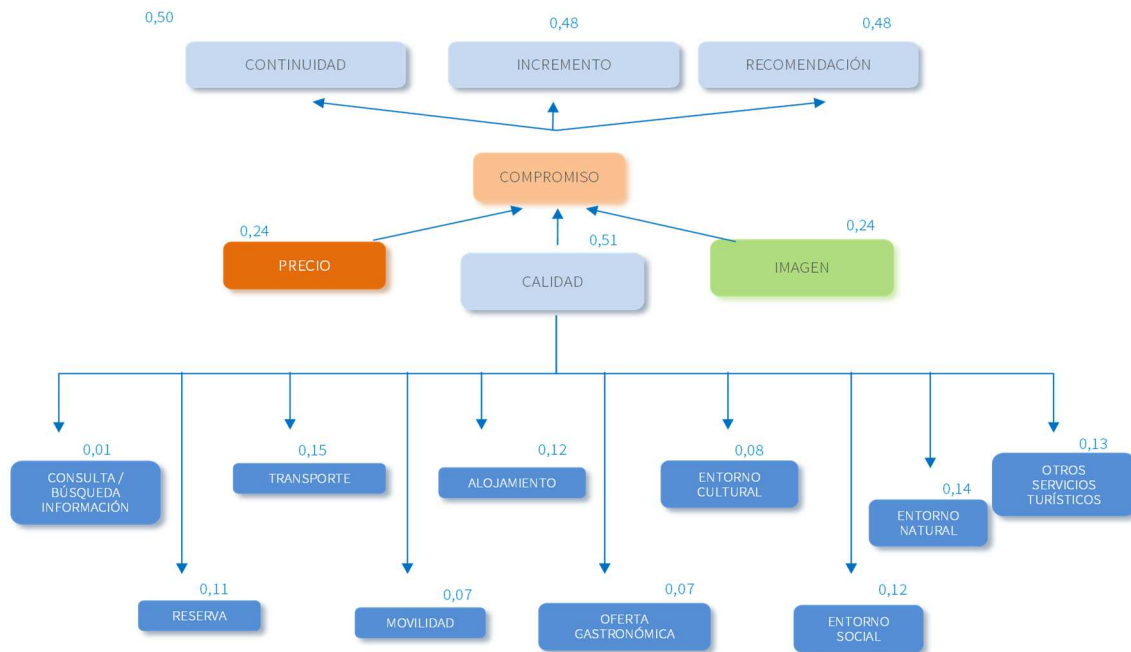 0,50
0,48
0,48
CONTINUIDAD
INCREMENTO
RECOMENDACIÓN
COMPROMISO
0,24
0,51
0,24
PRECIO
CALIDAD
IMAGEN
0,01
0,15
0,12
0,08
0,13
CONSULTA /
BÚSQUEDA
INFORMACIÓN
TRANSPORTE
ALOJAMIENTO
ENTORNO
CULTURAL
OTROS
SERVICIOS
TURÍSTICOS
0,14
ENTORNO
NATURAL
0,11
0,07
0,07
0,12
RESERVA
MOVILIDAD
OFERTA
GASTRONÓMICA
ENTORNO
SOCIAL